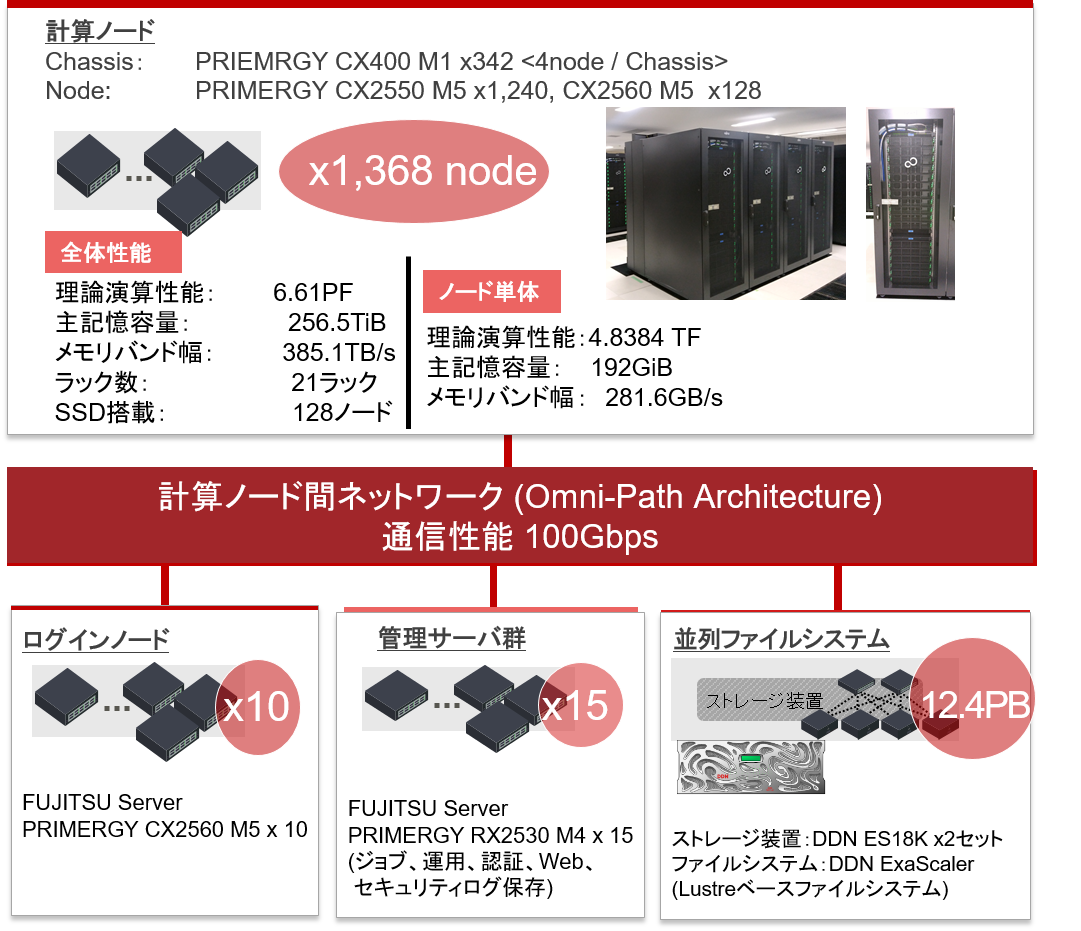 計算ノード
Chassis: PRIEMRGY CX400 M1 x342 <4node / Chassis>
Node: PRIMERGY CX2550 M5 x1,240, CX2560 M5 x128
... x1,368 node
全体性能
理論演算性能: 6.61PF
主記憶容量: 256.5TiB
メモリバンド幅: 385.1TB/s
ラック数: 21ラック
SSD搭載: 128ノード
ノード単体
理論演算性能:4.8384 TF
主記憶容量: 192GiB
メモリバンド幅: 281.6GB/s
計算ノード間ネットワーク (Omni-Path Architecture)
通信性能 100Gbps
ログインノード
... x10
FUJITSU Server
PRIMERGY CX2560 M5 x 10
管理サーバ群
... x15
FUJITSU Server
PRIMERGY RX2530 M4 x 15
(ジョブ、運用、認証、Web、
セキュリティログ保存)
並列ファイルシステム
ストレージ装置
12.4PB
DDN
ストレージ装置:DDN ES18K x2セット
ファイルシステム:DDN ExaScaler
(Lustreベースファイルシステム)